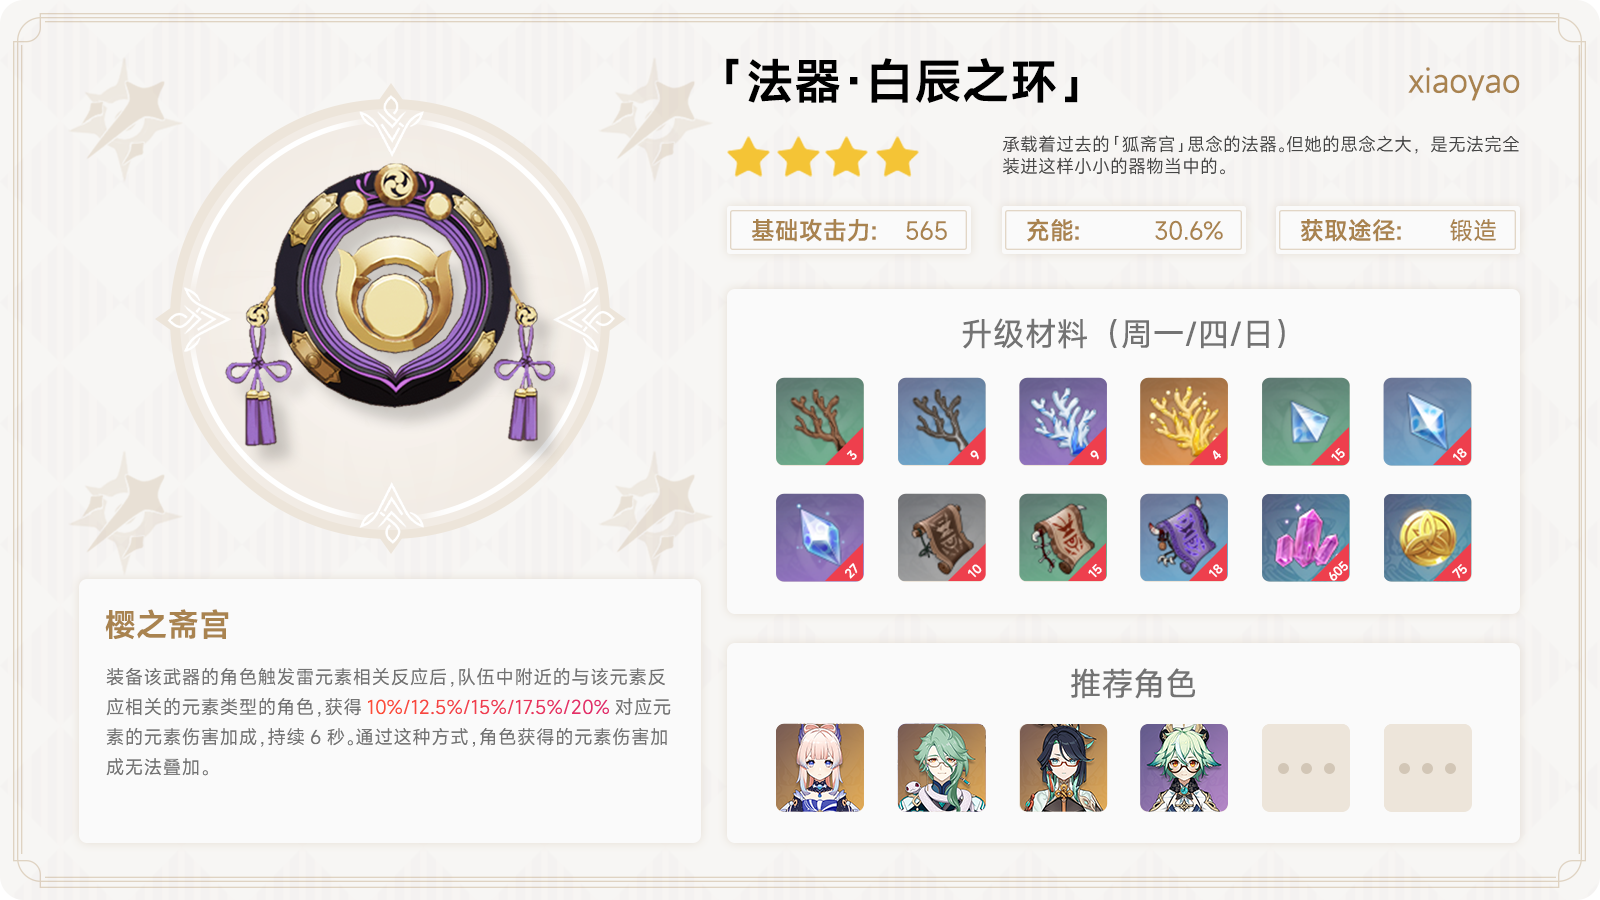 「法器·白辰之环」
xiaoyao
承载着过去的「狐斋宫」思念的法器。但她的思念之大，是无法完全
装进这样小小的器物当中的。
基础攻击力: 565
充能: 30.6%
获取途径: 锻造
升级材料（周一/四/日）
3 9 9 4 15 18
27 10 15 18 605 75
樱之斋宫
装备该武器的角色触发雷元素相关反应后,队伍中附近的与该元素反
应相关的元素类型的角色,获得 10%/12.5%/15%/17.5%/20% 对应元
素的元素伤害加成,持续 6 秒。通过这种方式,角色获得的元素伤害加
成无法叠加。
推荐角色